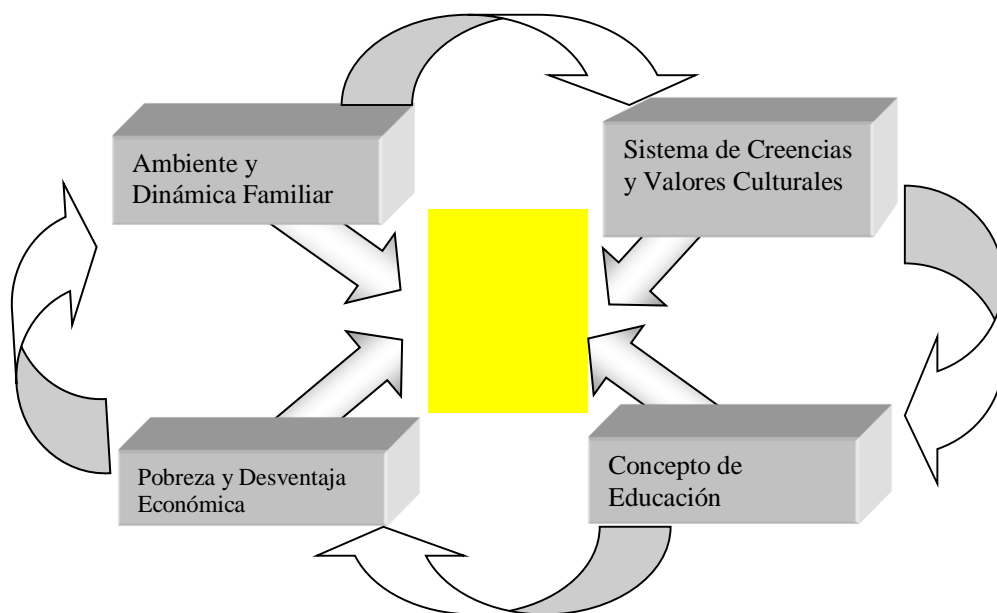 Ambiente y
Dinámica Familiar
Sistema de Creencias
y Valores Culturales
Pobreza y Desventaja
Económica
Concepto de
Educación